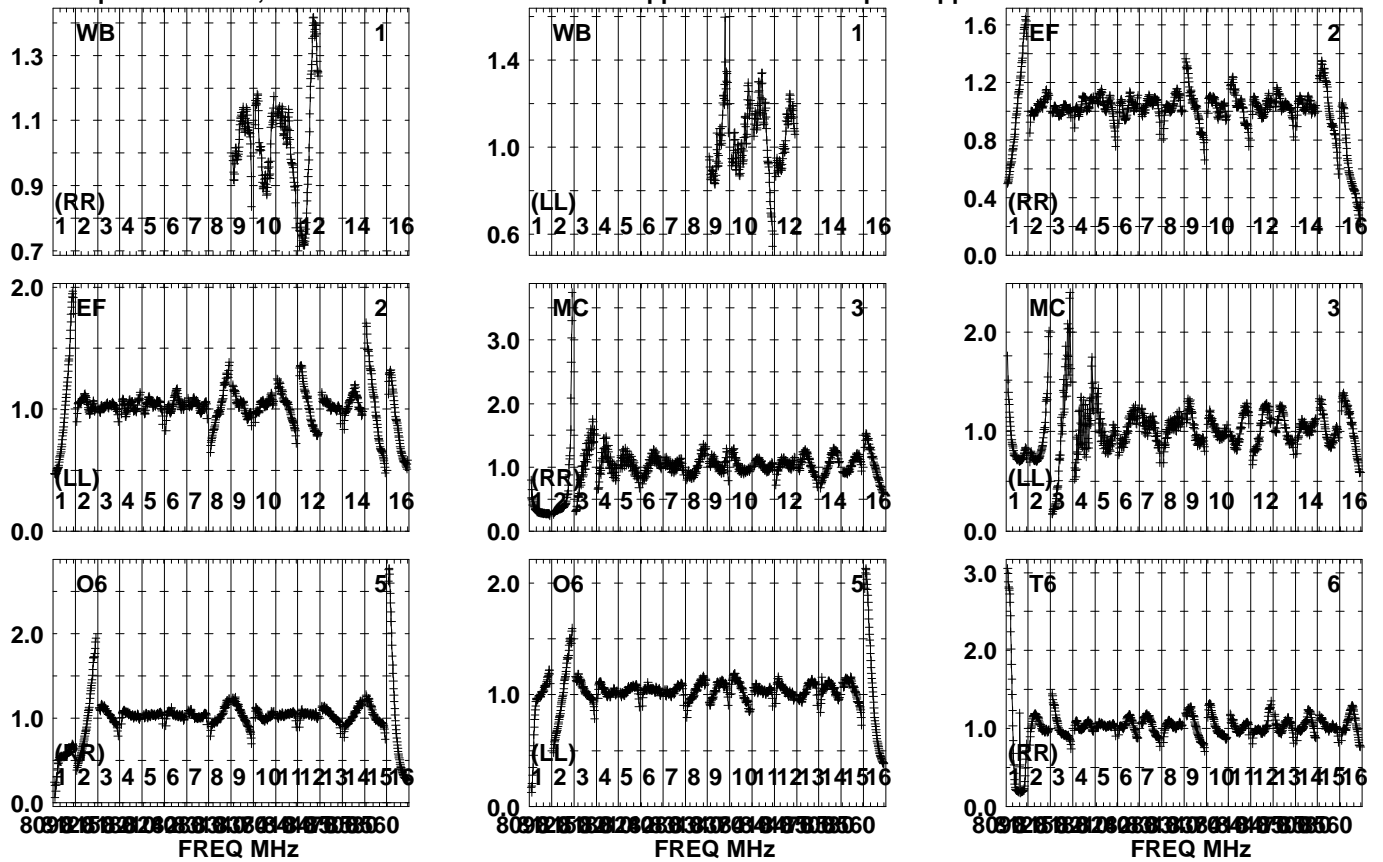 WB 1
1.3
1.1
0.9
0.7
(RR)
1 2 3 4 5 6 7 8 9 10 12 14 16
WB 1
1.4
1.0
0.6
(LL)
1 2 3 4 5 6 7 8 9 10 12 14 16
EF 2
1.6
1.2
0.8
0.4
0.0
(RR)
1 2 3 4 5 6 7 8 9 10 12 14 16
EF 2
2.0
1.0
0.0
(LL)
1 2 3 4 5 6 7 8 9 10 12 14 16
MC 3
3.0
2.0
1.0
0.0
(RR)
1 2 3 4 5 6 7 8 9 10 12 14 16
MC 3
2.0
1.0
0.0
(LL)
1 2 3 4 5 6 7 8 9 10 12 14 16
O6 5
2.0
1.0
0.0
(RR)
1 2 3 4 5 6 7 8 9 10 11 12 13 14 15 16
FREQ MHz
O6 5
2.0
1.0
0.0
(LL)
1 2 3 4 5 6 7 8 9 10 11 12 13 14 15 16
FREQ MHz
T6 6
3.0
2.0
1.0
0.0
(RR)
1 2 3 4 5 6 7 8 9 10 11 12 13 14 15 16
FREQ MHz